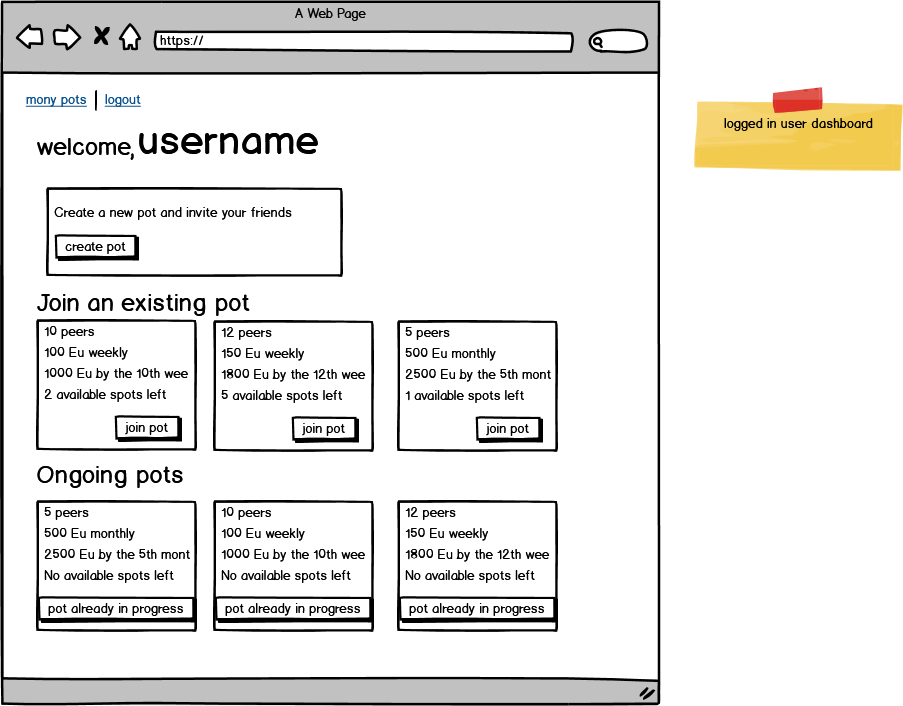 A Web Page
https://
mony pots | logout
logged in user dashboard
welcome, username
Create a new pot and invite your friends
create pot
Join an existing pot
10 peers
100 Eu weekly
1000 Eu by the 10th wee
2 available spots left
join pot
12 peers
150 Eu weekly
1800 Eu by the 12th wee
5 available spots left
join pot
5 peers
500 Eu monthly
2500 Eu by the 5th mont
1 available spots left
join pot
Ongoing pots
5 peers
500 Eu monthly
2500 Eu by the 5th mont
No available spots left
pot already in progress
10 peers
100 Eu weekly
1000 Eu by the 10th wee
No available spots left
pot already in progress
12 peers
150 Eu weekly
1800 Eu by the 12th wee
No available spots left
pot already in progress